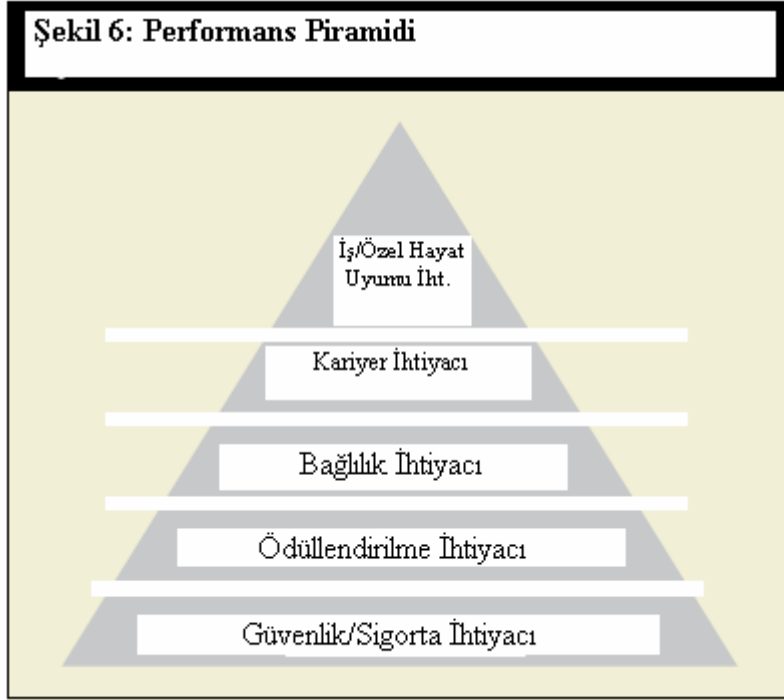 Şekil 6: Performans Piramidi
İş/Özel Hayat
Uyumu İht.
Kariyer İhtiyacı
Bağlılık İhtiyacı
Ödüllendirilme İhtiyacı
Güvenlik/Sigorta İhtiyacı